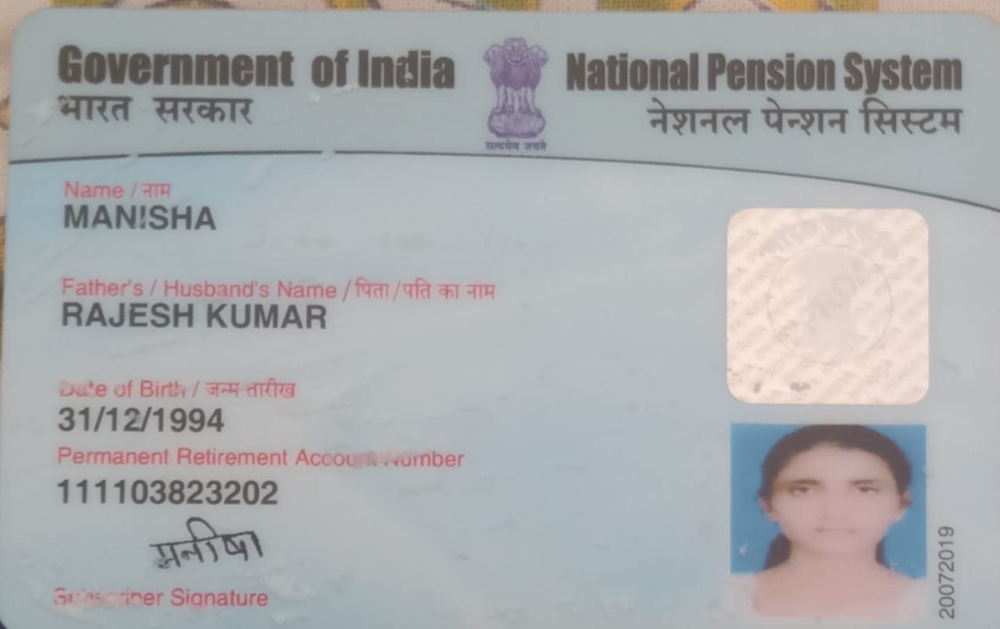 Government of India
भारत सरकार
National Pension System
नेशनल पेन्शन सिस्टम
सत्यमेव जयते
Name / नाम
MANISHA
Father's / Husband's Name / पिता / पति का नाम
RAJESH KUMAR
Date of Birth / जन्म तारीख
31/12/1994
Permanent Retirement Account Number
111103823202
मनीषा
Subscriber Signature
20072019